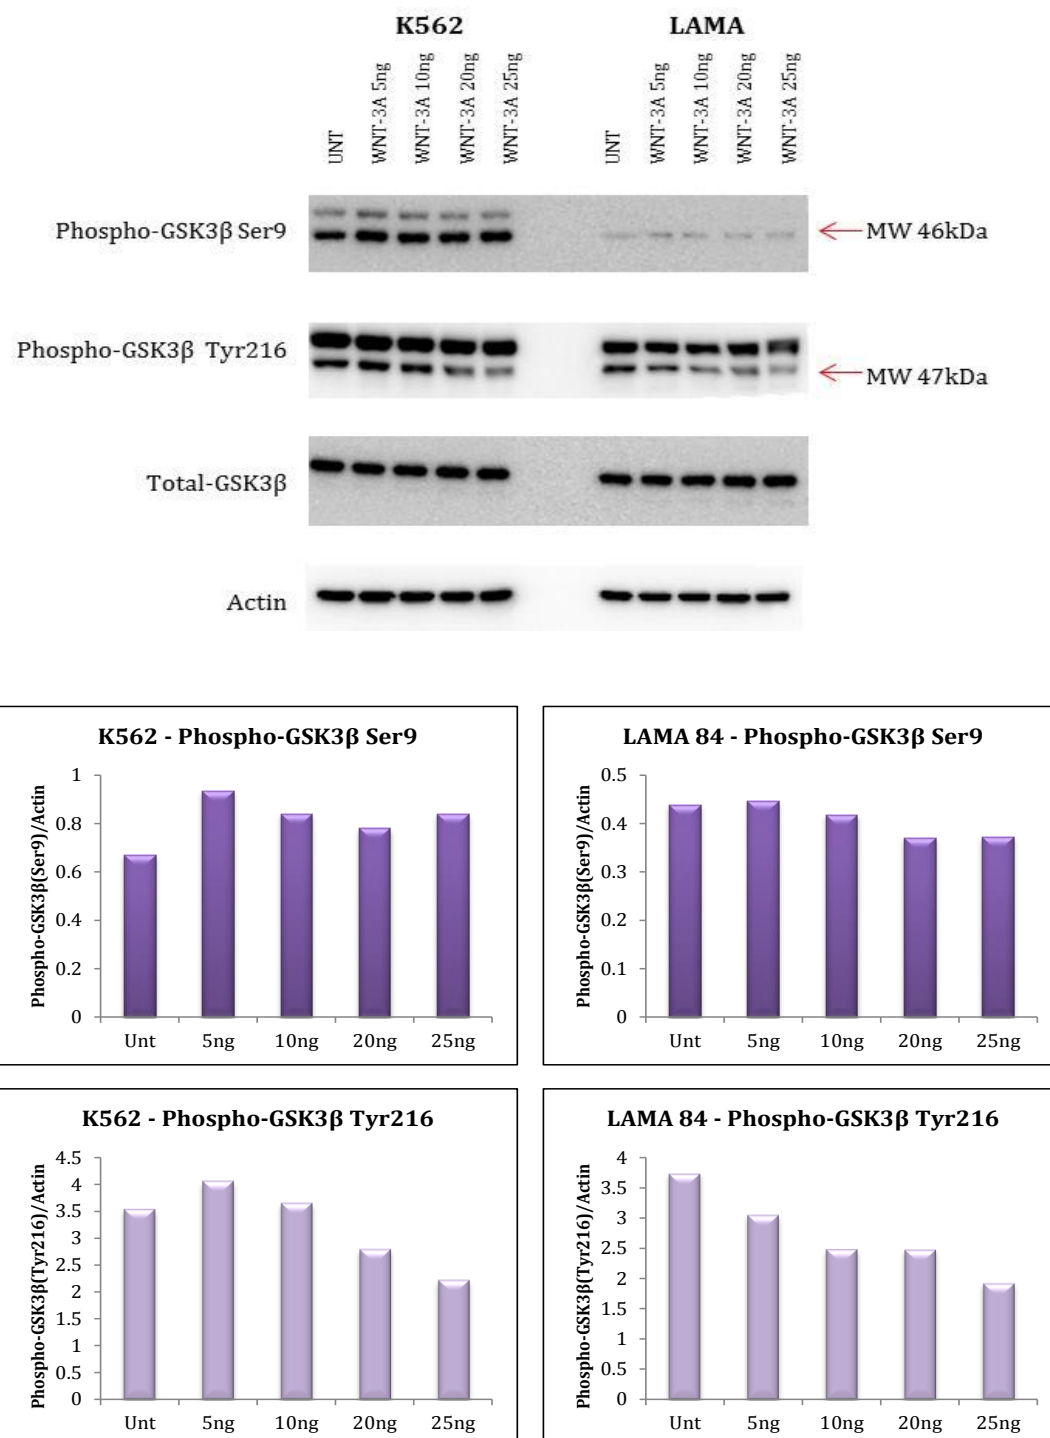 K562 LAMA
UNT WNT-3A 5ng WNT-3A 10ng WNT-3A 20ng WNT-3A 25ng UNT WNT-3A 5ng WNT-3A 10ng WNT-3A 20ng WNT-3A 25ng
Phospho-GSK3β Ser9 MW 46kDa
Phospho-GSK3β Tyr216 MW 47kDa
Total-GSK3β
Actin
K562 - Phospho-GSK3β Ser9
Phospho-GSK3β(Ser9)/Actin
1
0.8
0.6
0.4
0.2
0
Unt 5ng 10ng 20ng 25ng
LAMA 84 - Phospho-GSK3β Ser9
Phospho-GSK3β(Ser9)/Actin
0.5
0.4
0.3
0.2
0.1
0
Unt 5ng 10ng 20ng 25ng
K562 - Phospho-GSK3β Tyr216
Phospho-GSK3β(Tyr216)/Actin
4.5
4
3.5
3
2.5
2
1.5
1
0.5
0
Unt 5ng 10ng 20ng 25ng
LAMA 84 - Phospho-GSK3β Tyr216
Phospho-GSK3β(Tyr216)/Actin
4
3.5
3
2.5
2
1.5
1
0.5
0
Unt 5ng 10ng 20ng 25ng